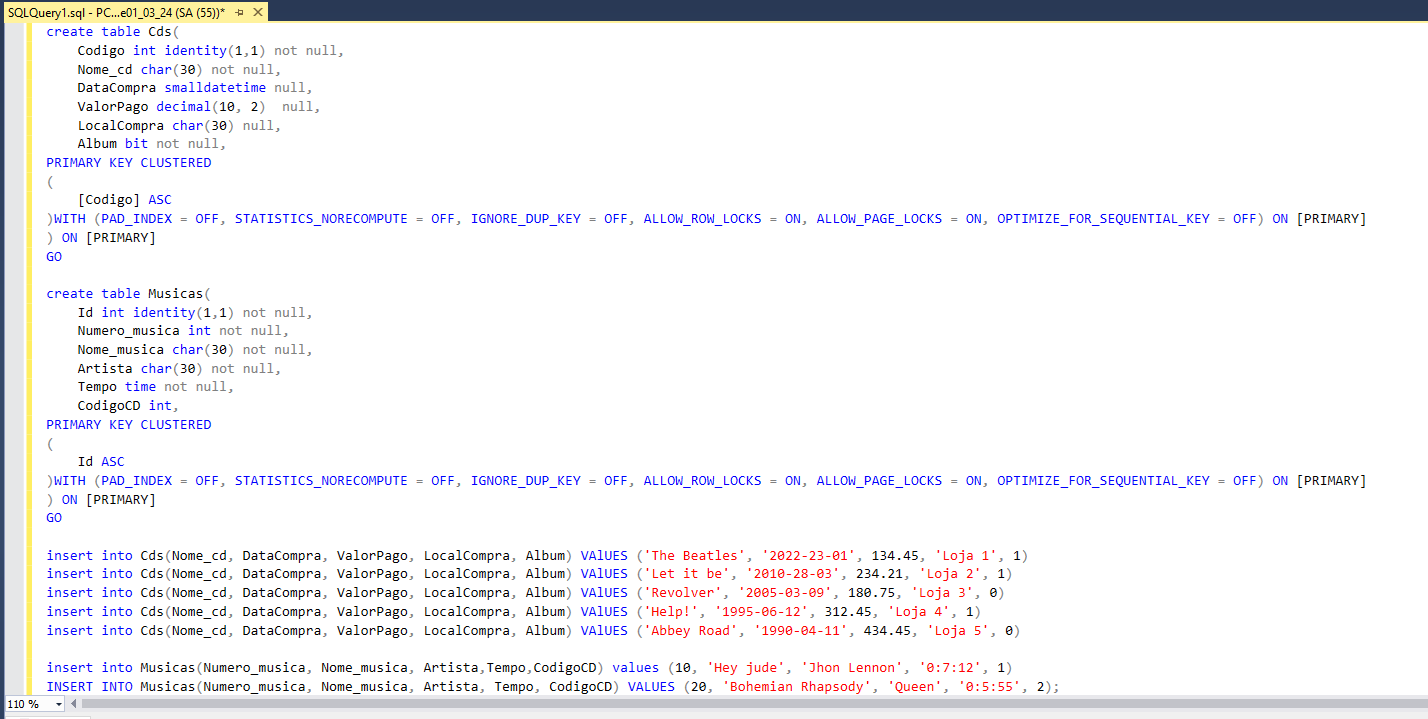 SQLQuery1.sql - PC...e01_03_24 (SA (55))*
create table Cds(
    Codigo int identity(1,1) not null,
    Nome_cd char(30) not null,
    DataCompra smalldatetime null,
    ValorPago decimal(10, 2)  null,
    LocalCompra char(30) null,
    Album bit not null,
PRIMARY KEY CLUSTERED
(
    [Codigo] ASC
)WITH (PAD_INDEX = OFF, STATISTICS_NORECOMPUTE = OFF, IGNORE_DUP_KEY = OFF, ALLOW_ROW_LOCKS = ON, ALLOW_PAGE_LOCKS = ON, OPTIMIZE_FOR_SEQUENTIAL_KEY = OFF) ON [PRIMARY]
) ON [PRIMARY]
GO
create table Musicas(
    Id int identity(1,1) not null,
    Numero_musica int not null,
    Nome_musica char(30) not null,
    Artista char(30) not null,
    Tempo time not null,
    CodigoCD int,
PRIMARY KEY CLUSTERED
(
    Id ASC
)WITH (PAD_INDEX = OFF, STATISTICS_NORECOMPUTE = OFF, IGNORE_DUP_KEY = OFF, ALLOW_ROW_LOCKS = ON, ALLOW_PAGE_LOCKS = ON, OPTIMIZE_FOR_SEQUENTIAL_KEY = OFF) ON [PRIMARY]
) ON [PRIMARY]
GO
insert into Cds(Nome_cd, DataCompra, ValorPago, LocalCompra, Album) VAlUES ('The Beatles', '2022-23-01', 134.45, 'Loja 1', 1)
insert into Cds(Nome_cd, DataCompra, ValorPago, LocalCompra, Album) VAlUES ('Let it be', '2010-28-03', 234.21, 'Loja 2', 1)
insert into Cds(Nome_cd, DataCompra, ValorPago, LocalCompra, Album) VAlUES ('Revolver', '2005-03-09', 180.75, 'Loja 3', 0)
insert into Cds(Nome_cd, DataCompra, ValorPago, LocalCompra, Album) VAlUES ('Help!', '1995-06-12', 312.45, 'Loja 4', 1)
insert into Cds(Nome_cd, DataCompra, ValorPago, LocalCompra, Album) VAlUES ('Abbey Road', '1990-04-11', 434.45, 'Loja 5', 0)
insert into Musicas(Numero_musica, Nome_musica, Artista,Tempo,CodigoCD) values (10, 'Hey jude', 'Jhon Lennon', '0:7:12', 1)
INSERT INTO Musicas(Numero_musica, Nome_musica, Artista, Tempo, CodigoCD) VALUES (20, 'Bohemian Rhapsody', 'Queen', '0:5:55', 2);
110 %